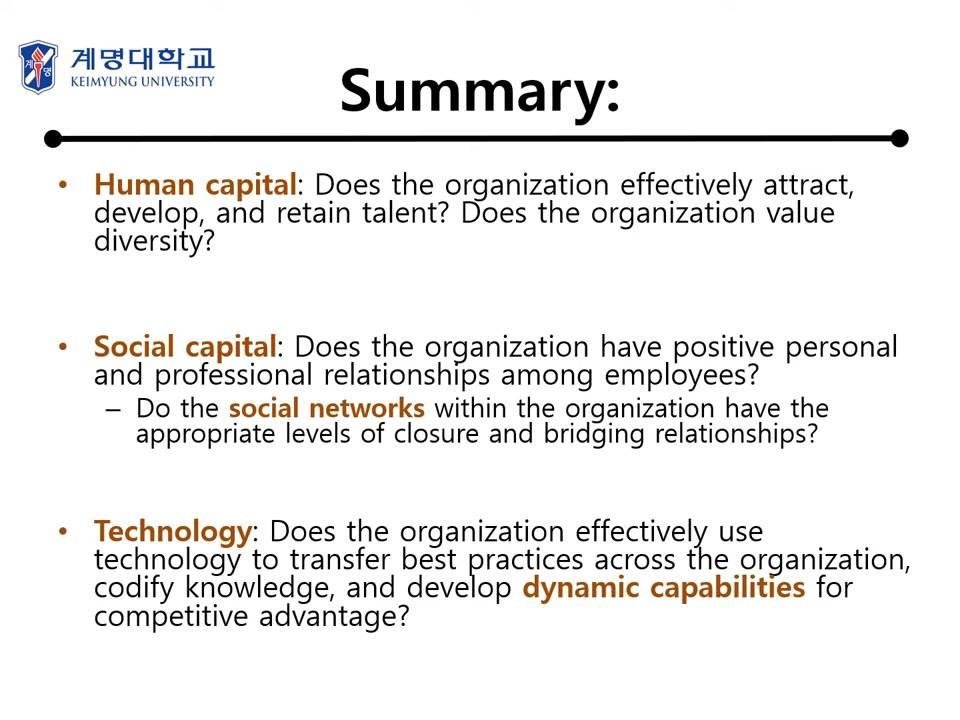 계명대학교
KEIMYUNG UNIVERSITY
Summary:
• Human capital: Does the organization effectively attract,
develop, and retain talent? Does the organization value
diversity?
• Social capital: Does the organization have positive personal
and professional relationships among employees?
– Do the social networks within the organization have the
appropriate levels of closure and bridging relationships?
• Technology: Does the organization effectively use
technology to transfer best practices across the organization,
codify knowledge, and develop dynamic capabilities for
competitive advantage?